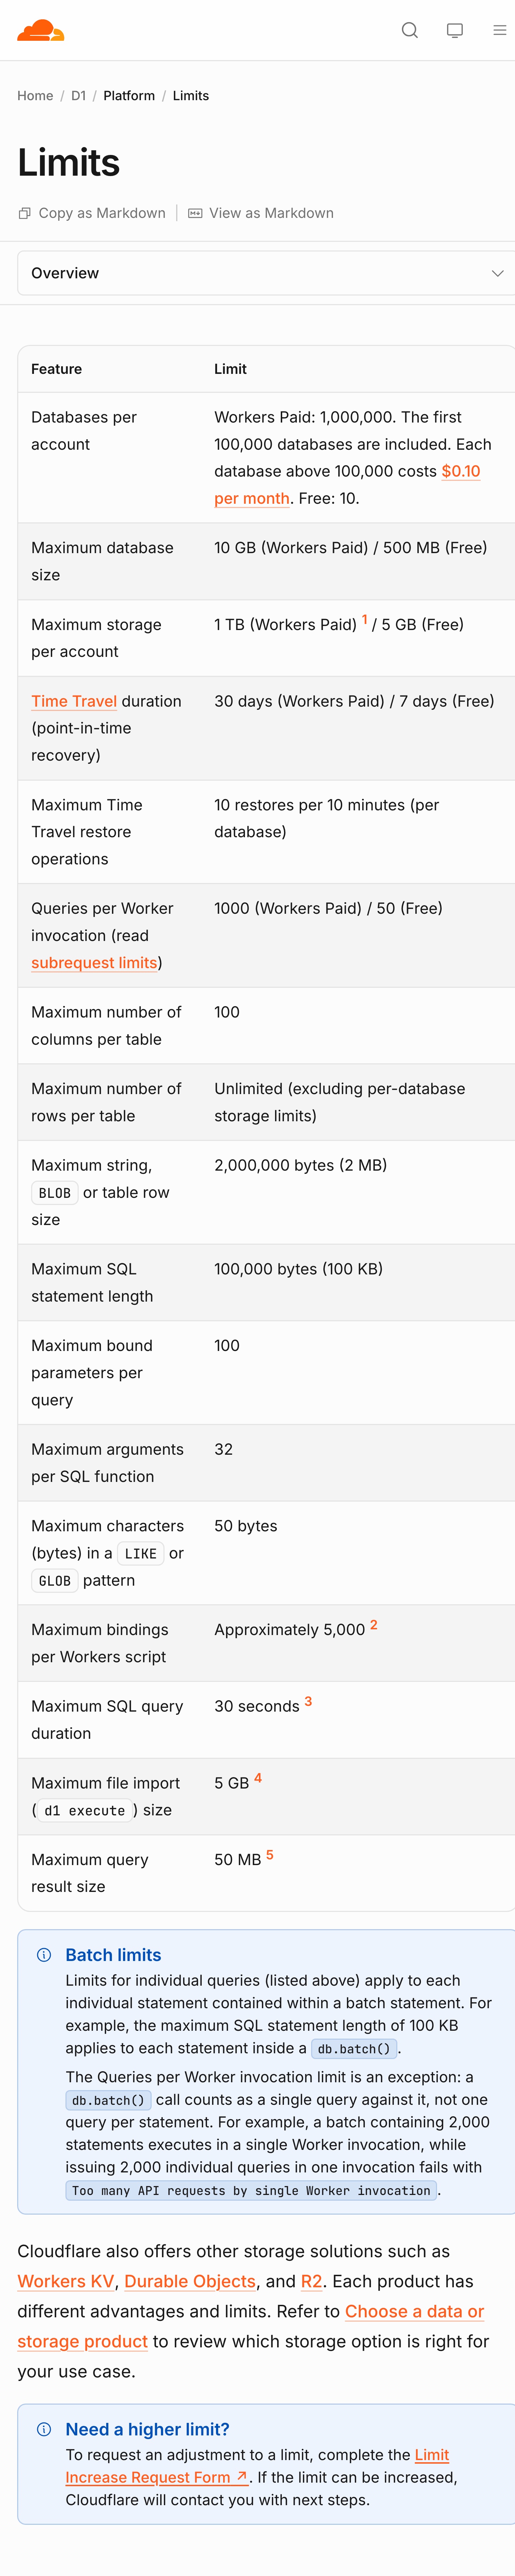 Home / D1 / Platform / Limits
Limits
Copy as Markdown | View as Markdown
Overview
Feature Limit
Databases per
account
Workers Paid: 1,000,000. The first
100,000 databases are included. Each
database above 100,000 costs $0.10
per month. Free: 10.
Maximum database
size
10 GB (Workers Paid) / 500 MB (Free)
Maximum storage
per account
1 TB (Workers Paid) 1 / 5 GB (Free)
Time Travel duration
(point-in-time
recovery)
30 days (Workers Paid) / 7 days (Free)
Maximum Time
Travel restore
operations
10 restores per 10 minutes (per
database)
Queries per Worker
invocation (read
subrequest limits)
1000 (Workers Paid) / 50 (Free)
Maximum number of
columns per table
100
Maximum number of
rows per table
Unlimited (excluding per-database
storage limits)
Maximum string,
BLOB or table row
size
2,000,000 bytes (2 MB)
Maximum SQL
statement length
100,000 bytes (100 KB)
Maximum bound
parameters per
query
100
Maximum arguments
per SQL function
32
Maximum characters
(bytes) in a LIKE or
GLOB pattern
50 bytes
Maximum bindings
per Workers script
Approximately 5,000 2
Maximum SQL query
duration
30 seconds 3
Maximum file import
(d1 execute) size
5 GB 4
Maximum query
result size
50 MB 5
Batch limits
Limits for individual queries (listed above) apply to each
individual statement contained within a batch statement. For
example, the maximum SQL statement length of 100 KB
applies to each statement inside a db.batch().
The Queries per Worker invocation limit is an exception: a
db.batch() call counts as a single query against it, not one
query per statement. For example, a batch containing 2,000
statements executes in a single Worker invocation, while
issuing 2,000 individual queries in one invocation fails with
Too many API requests by single Worker invocation.
Cloudflare also offers other storage solutions such as
Workers KV, Durable Objects, and R2. Each product has
different advantages and limits. Refer to Choose a data or
storage product to review which storage option is right for
your use case.
Need a higher limit?
To request an adjustment to a limit, complete the Limit
Increase Request Form ↗. If the limit can be increased,
Cloudflare will contact you with next steps.